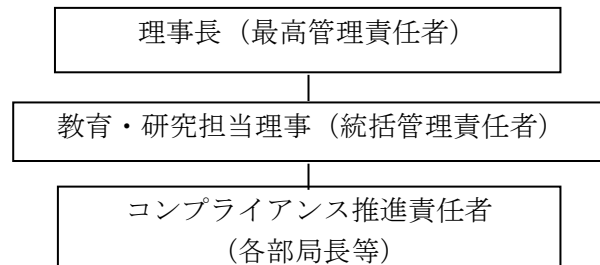 理事長（最高管理責任者）
教育・研究担当理事（統括管理責任者）
コンプライアンス推進責任者
（各部局長等）